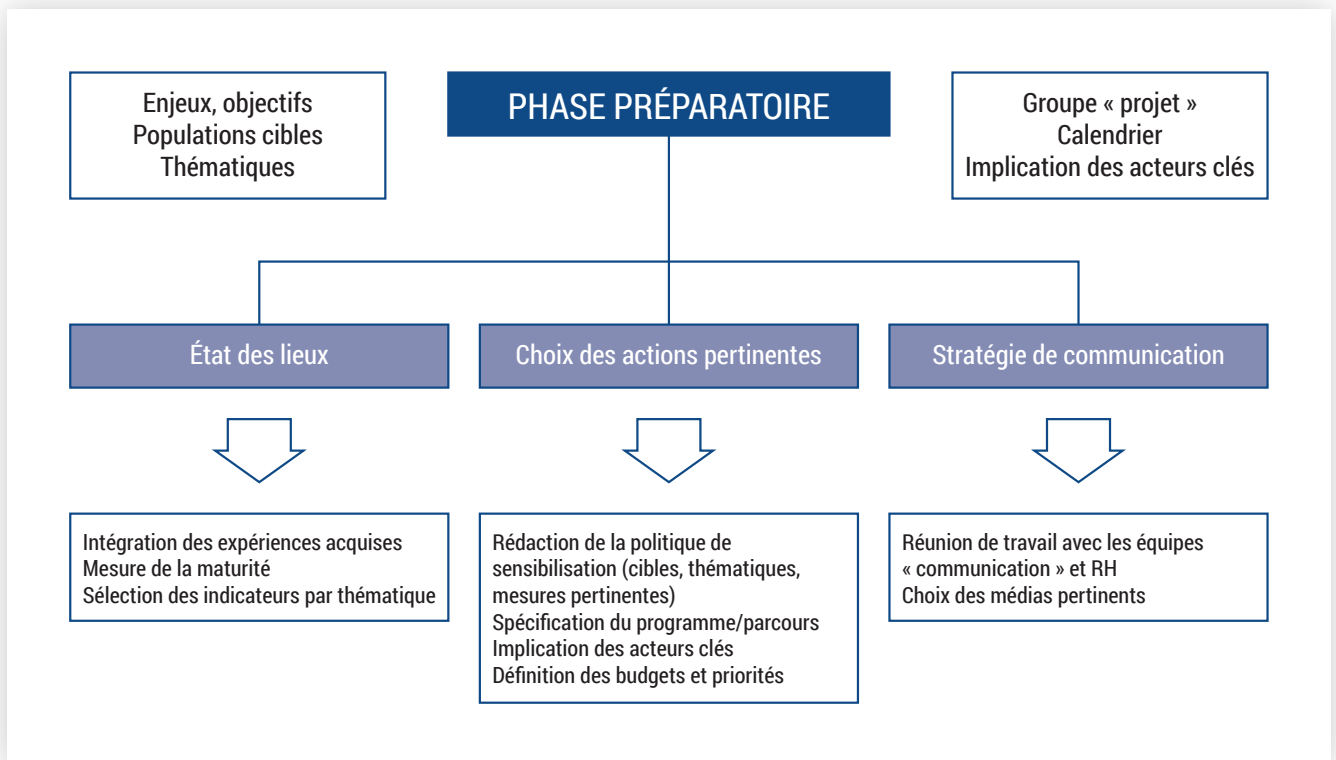 Enjeux, objectifs
Populations cibles
Thématiques
PHASE PRÉPARATOIRE
Groupe « projet »
Calendrier
Implication des acteurs clés
État des lieux
Choix des actions pertinentes
Stratégie de communication
Intégration des expériences acquises
Mesure de la maturité
Sélection des indicateurs par thématique
Rédaction de la politique de
sensibilisation (cibles, thématiques,
mesures pertinentes)
Spécification du programme/parcours
Implication des acteurs clés
Définition des budgets et priorités
Réunion de travail avec les équipes
« communication » et RH
Choix des médias pertinents